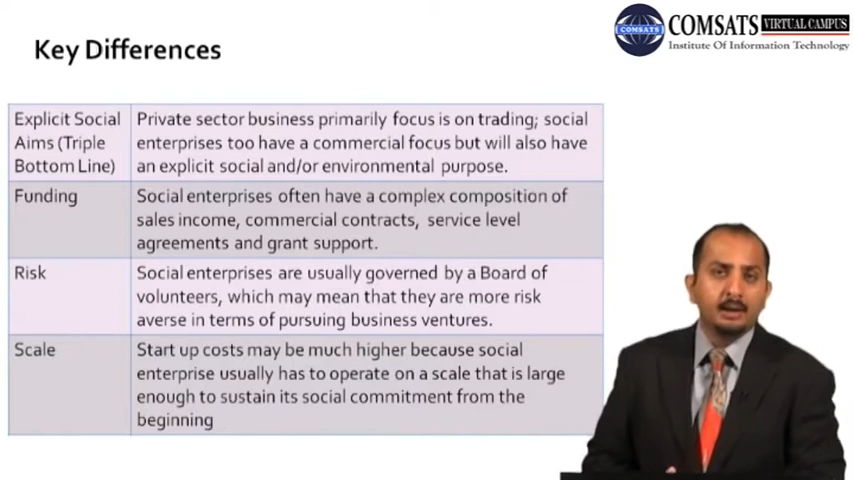 COMSATS VIRTUAL CAMPUS
COMSATS
Institute Of Information Technology
Key Differences
Explicit Social
Aims (Triple
Bottom Line)
Private sector business primarily focus is on trading; social
enterprises too have a commercial focus but will also have
an explicit social and/or environmental purpose.
Funding
Social enterprises often have a complex composition of
sales income, commercial contracts, service level
agreements and grant support.
Risk
Social enterprises are usually governed by a Board of
volunteers, which may mean that they are more risk
averse in terms of pursuing business ventures.
Scale
Start up costs may be much higher because social
enterprise usually has to operate on a scale that is large
enough to sustain its social commitment from the
beginning